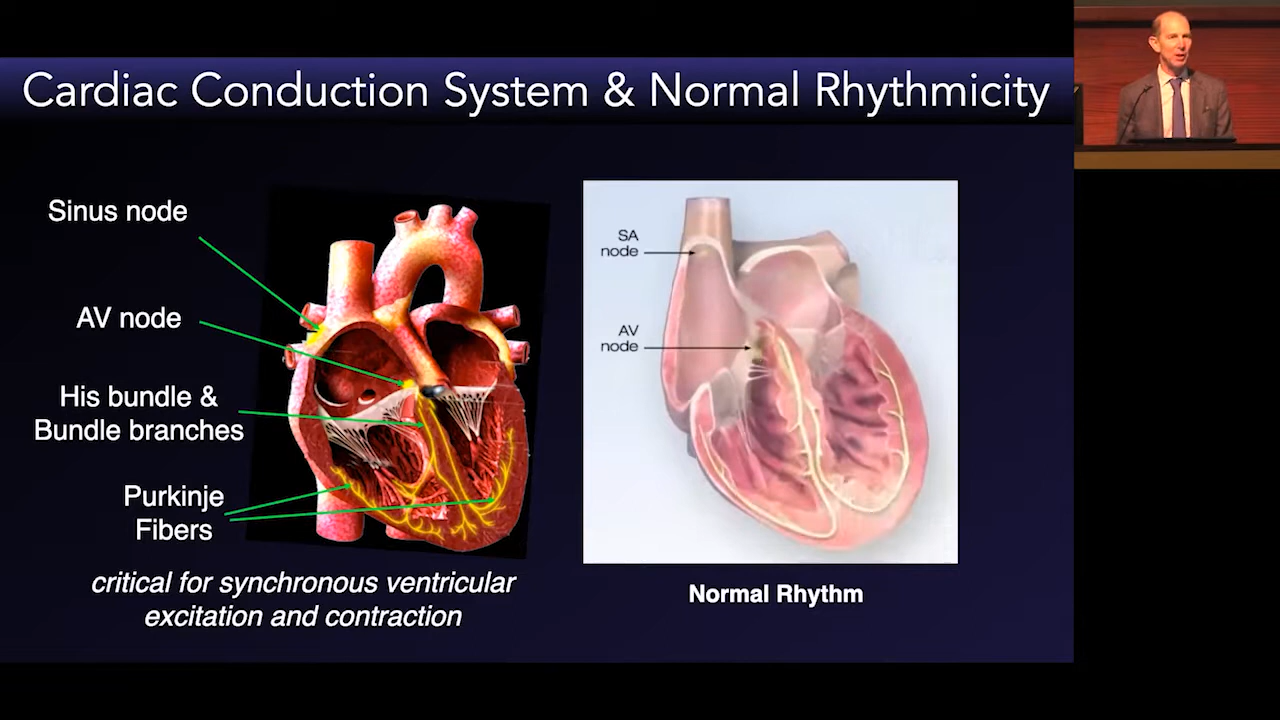 Cardiac Conduction System & Normal Rhythmicity
Sinus node
AV node
His bundle &
Bundle branches
Purkinje
Fibers
critical for synchronous ventricular
excitation and contraction
SA
node
AV
node
Normal Rhythm